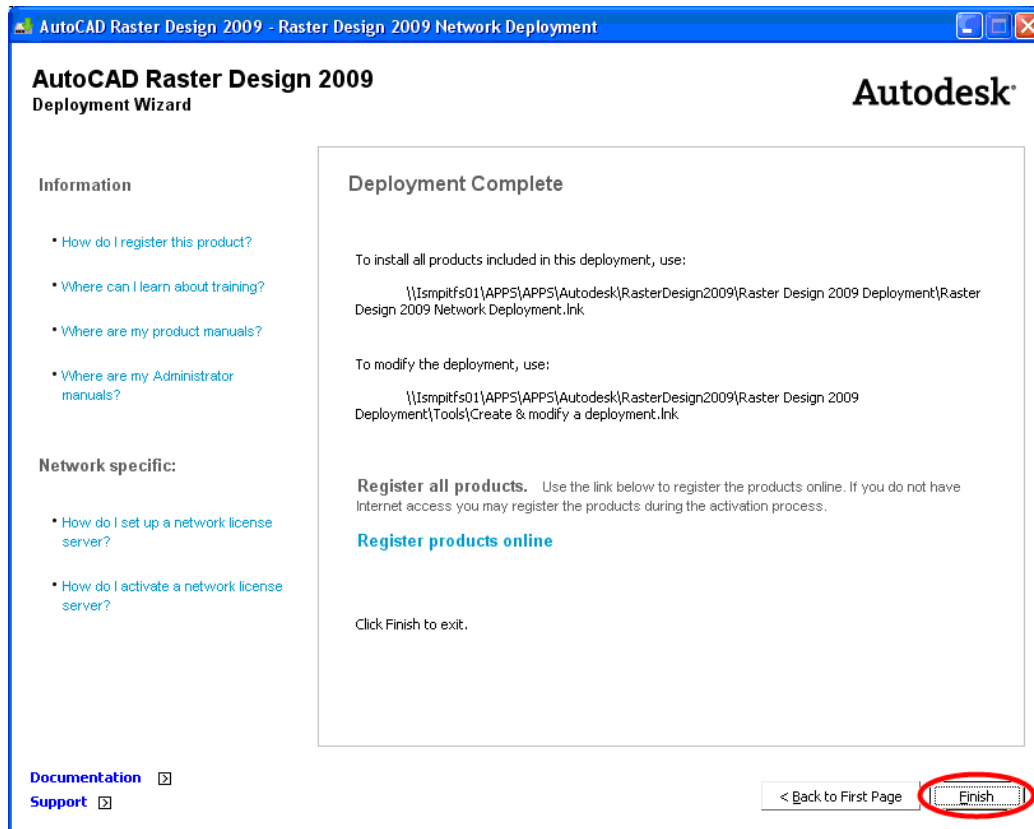 AutoCAD Raster Design 2009 - Raster Design 2009 Network Deployment
AutoCAD Raster Design 2009
Deployment Wizard
Autodesk
Information
• How do I register this product?
• Where can I learn about training?
• Where are my product manuals?
• Where are my Administrator
manuals?
Network specific:
• How do I set up a network license
server?
• How do I activate a network license
server?
Deployment Complete
To install all products included in this deployment, use:
\\Ismpitfs01\APPS\APPS\Autodesk\RasterDesign2009\Raster Design 2009 Deployment\Raster
Design 2009 Network Deployment.lnk
To modify the deployment, use:
\\Ismpitfs01\APPS\APPS\Autodesk\RasterDesign2009\Raster Design 2009
Deployment\Tools\Create & modify a deployment.lnk
Register all products. Use the link below to register the products online. If you do not have
Internet access you may register the products during the activation process.
Register products online
Click Finish to exit.
Documentation
Support
< Back to First Page
Finish